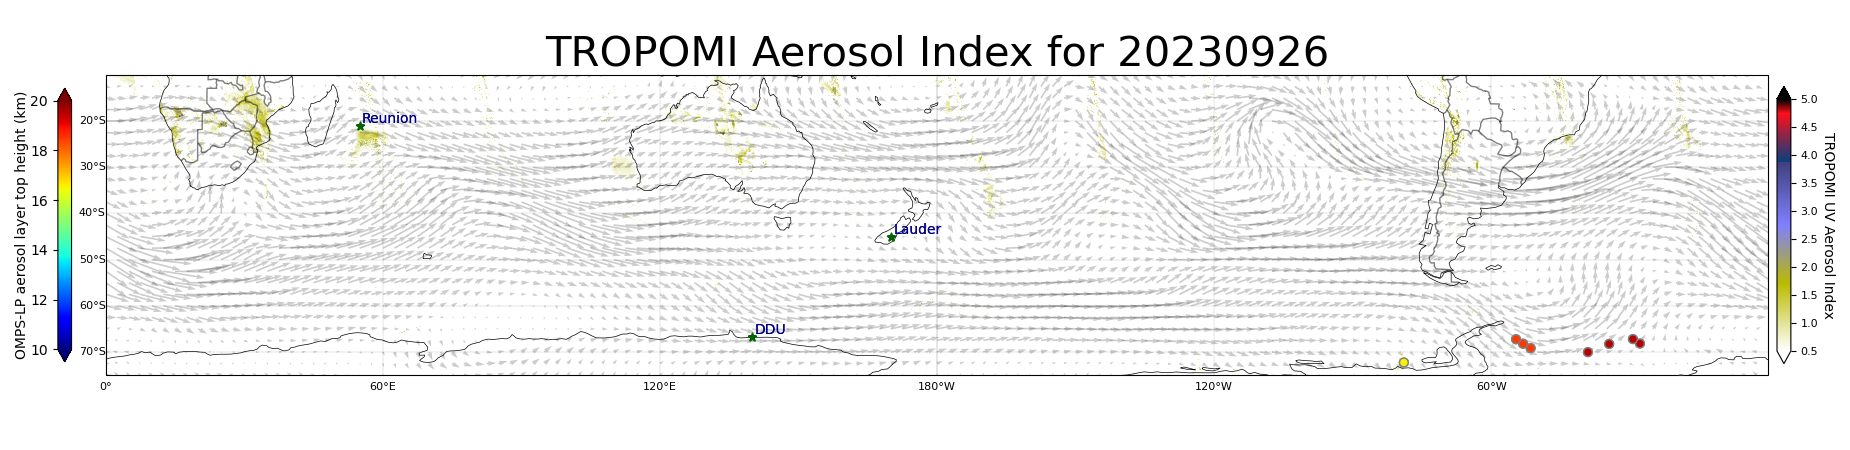 TROPOMI Aerosol Index for 20230926
OMPS-LP aerosol layer top height (km)
20
18
16
14
12
10
20°S
30°S
40°S
50°S
60°S
70°S
0°
60°E
120°E
180°W
120°W
60°W
Reunion
Lauder
DDU
5.0
4.5
4.0
3.5
3.0
2.5
2.0
1.5
1.0
0.5
TROPOMI UV Aerosol Index